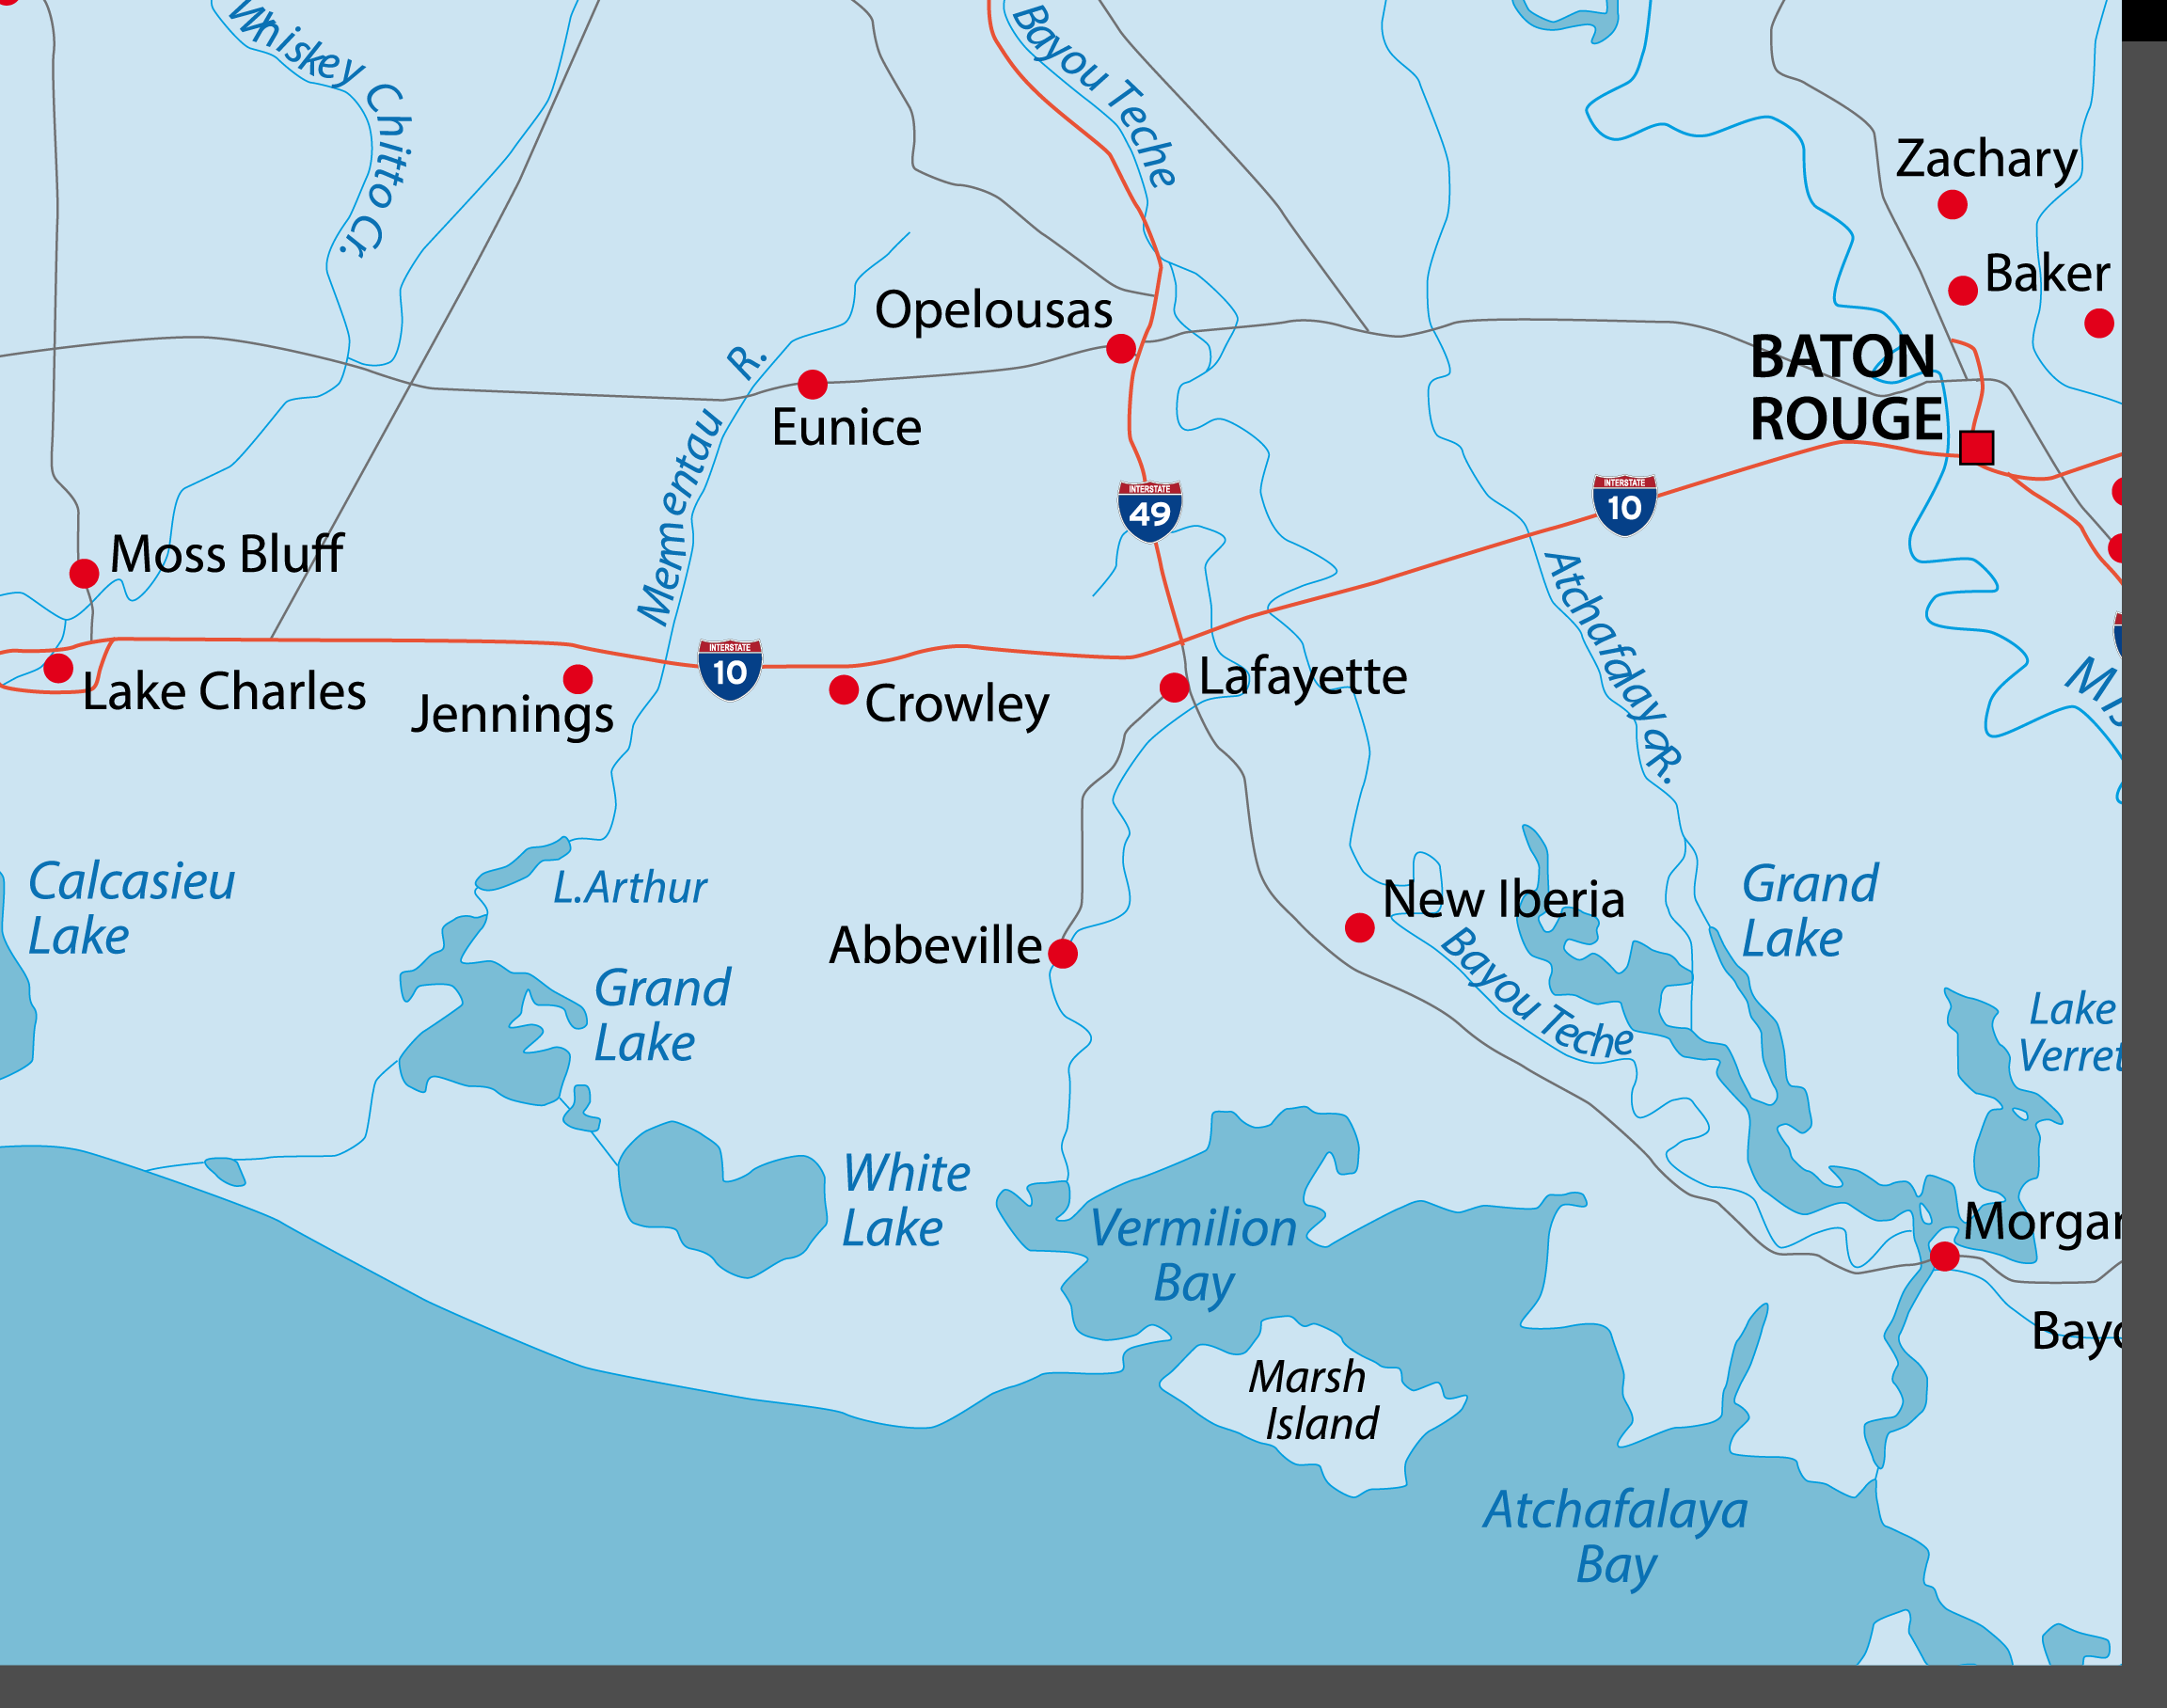 Whiskey Chitto Cr.
Bayou Teche
Zachary
Baker
Opelousas
BATON
ROUGE
Mermentau R.
Eunice
INTERSTATE
49
INTERSTATE
10
Moss Bluff
Atchafalaya R.
INTERSTATE
10
Lafayette
Lake Charles
Jennings
Crowley
Calcasieu
Lake
L.Arthur
New Iberia
Grand
Lake
Abbeville
Bayou Teche
Grand
Lake
Lake
Verret
White
Lake
Vermilion
Bay
Morgan
Bayo
Marsh
Island
Atchafalaya
Bay